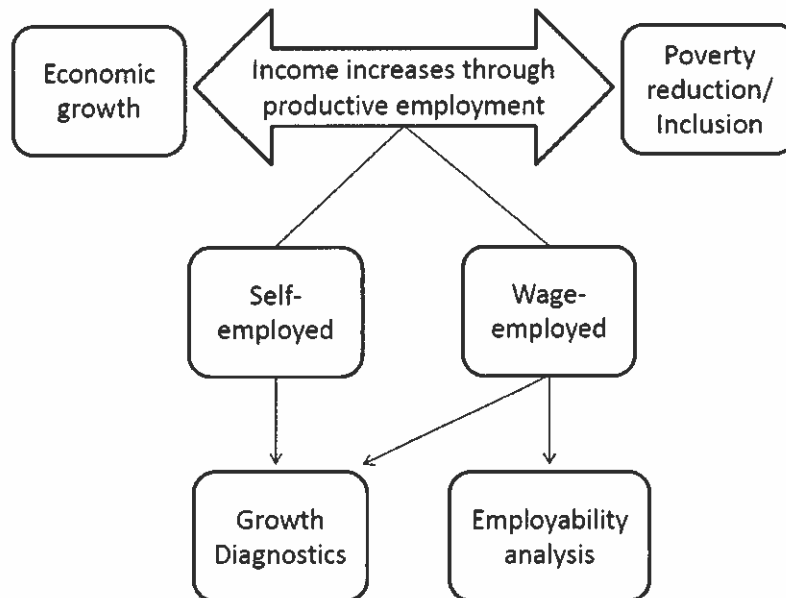 Economic
growth
Income increases through
productive employment
Poverty
reduction/
Inclusion
Self-
employed
Wage-
employed
Growth
Diagnostics
Employability
analysis